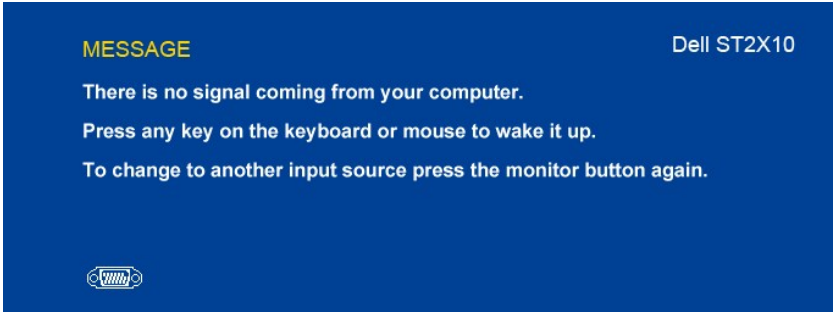 MESSAGE
Dell ST2X10
There is no signal coming from your computer.
Press any key on the keyboard or mouse to wake it up.
To change to another input source press the monitor button again.